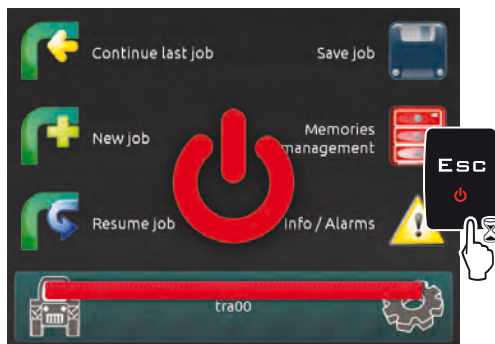 Continue last job
Save job
New job
Memories
management
Esc
Resume job
Info / Alarms
tra00